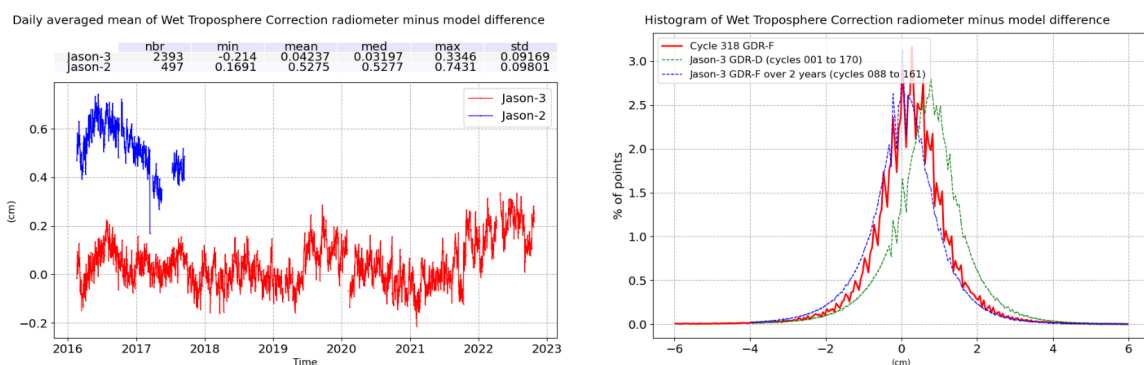 Daily averaged mean of Wet Troposphere Correction radiometer minus model difference
nbr min mean med max std
Jason-3 2393 -0.214 0.04237 0.03197 0.3346 0.09169
Jason-2 497 0.1691 0.5275 0.5277 0.7431 0.09801
Jason-3
Jason-2
0.6
0.4
0.2
0.0
−0.2
(cm)
2016 2017 2018 2019 2020 2021 2022 2023
Time
Histogram of Wet Troposphere Correction radiometer minus model difference
Cycle 318 GDR-F
Jason-3 GDR-D (cycles 001 to 170)
Jason-3 GDR-F over 2 years (cycles 088 to 161)
3.0
2.5
2.0
1.5
1.0
0.5
0.0
% of points
−6 −4 −2 0 2 4 6
(cm)